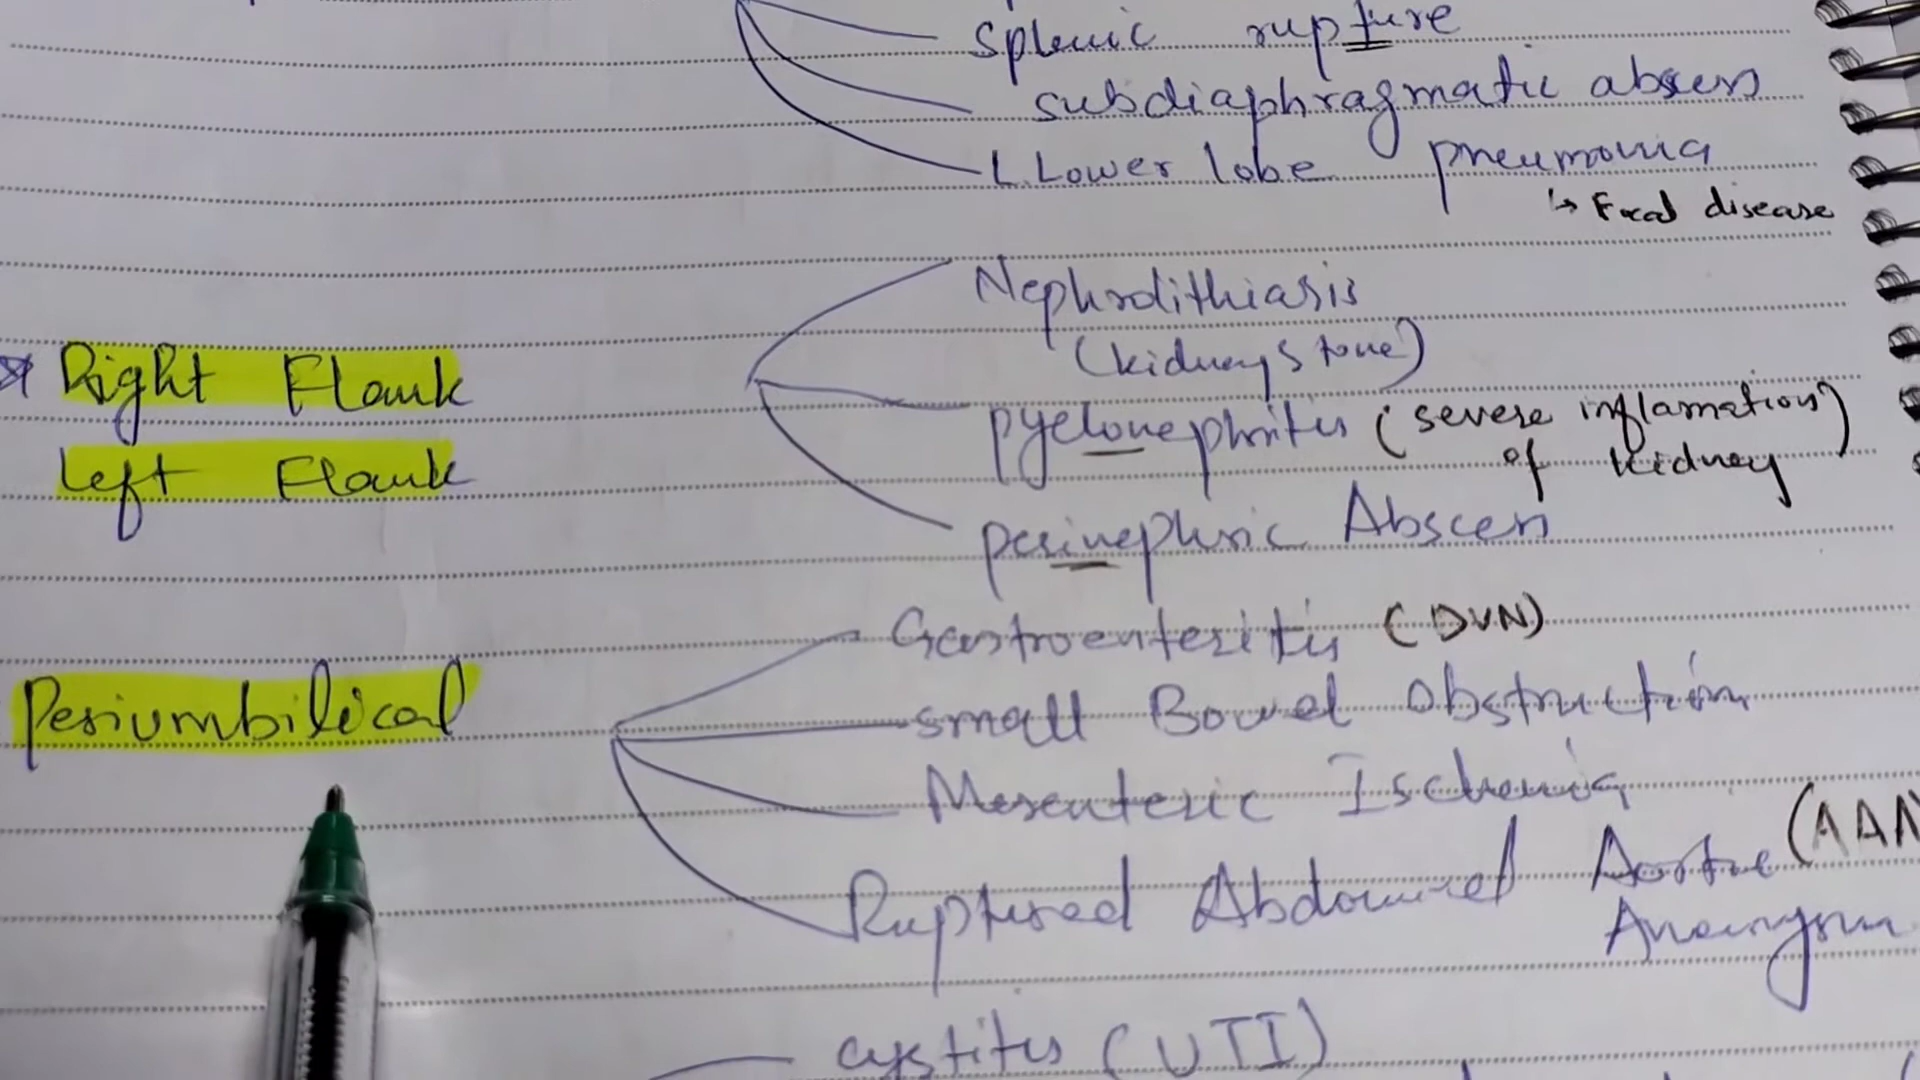 Splenic rupture
subdiaphragmatic abscess
L. Lower lobe pneumonia
↳ Focal disease
Nephrolithiasis
(kidney stone)
Right Flank
pyelonephritis (severe inflamation)
of kidney
Left Flank
perinephric Abscess
Gastroenteritis (DVN)
Periumbilical
small Bowel Obstruction
Mesenteric Ischemia
Ruptured Abdominal Aortic (AAA)
Aneurysm
cystitis (UTI)